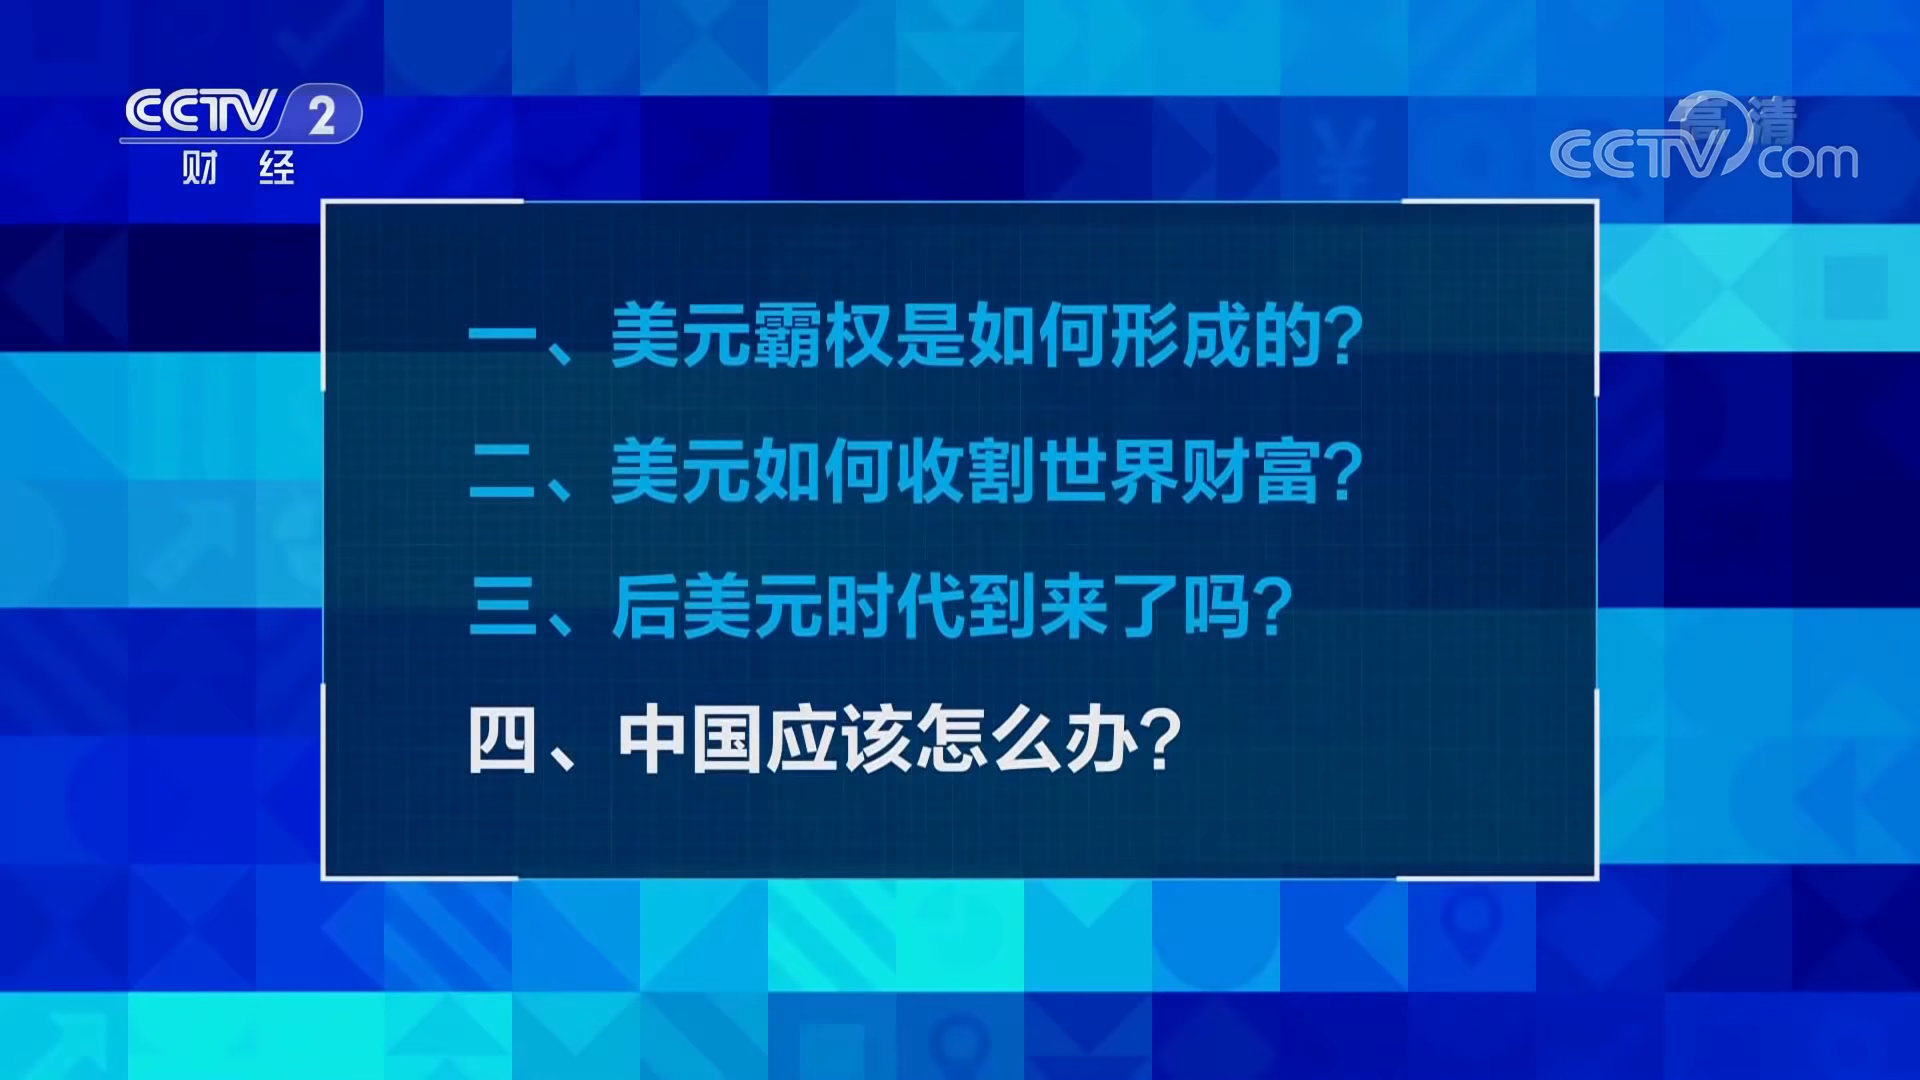 CCTV 2
财 经
高清
CCTV com
一、美元霸权是如何形成的?
二、美元如何收割世界财富?
三、后美元时代到来了吗?
四、中国应该怎么办?